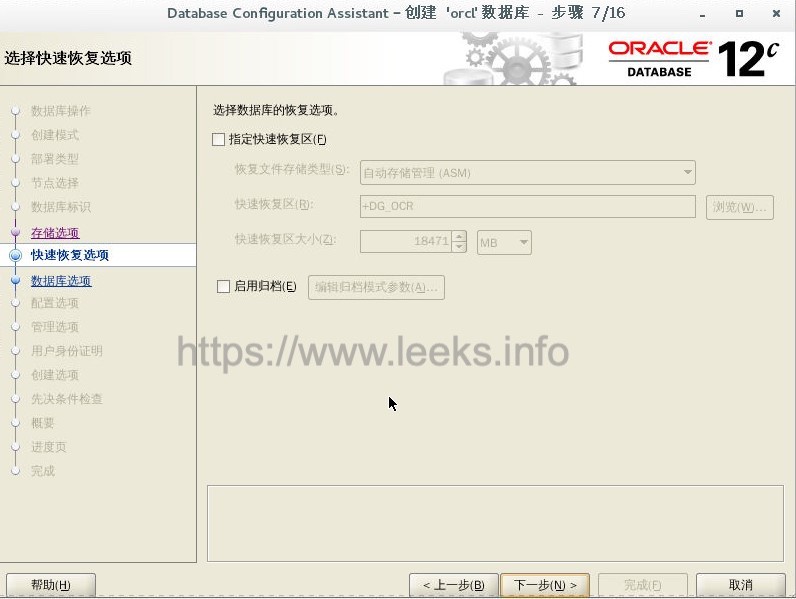 Database Configuration Assistant – 创建 'orcl' 数据库 - 步骤 7/16
选择快速恢复选项
ORACLE
DATABASE
12c
数据库操作
创建模式
部署类型
节点选择
数据库标识
存储选项
快速恢复选项
数据库选项
配置选项
管理选项
用户身份证明
创建选项
先决条件检查
概要
进度页
完成
选择数据库的恢复选项。
指定快速恢复区(F)
恢复文件存储类型(S): 自动存储管理 (ASM)
快速恢复区(R): +DG_OCR 浏览(W)...
快速恢复区大小(Z): 18471 MB
启用归档(E) 编辑归档模式参数(A)...
https://www.leeks.info
帮助(H) < 上一步(B) 下一步(N) > 完成(F) 取消